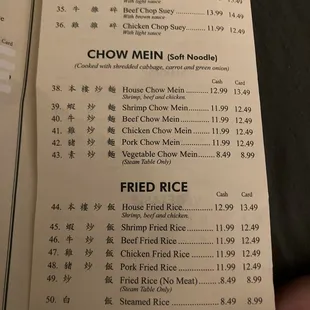 with light sauce
35. 牛 雜 碎 Beef Chop Suey 13.99 14.49
With brown sauce
36. 雞 雜 碎 Chicken Chop Suey 12.99 13.49
With light sauce
CHOW MEIN (Soft Noodle)
(Cooked with shredded cabbage, carrot and green onion)
Cash Card
38. 本 樓 炒 麵 House Chow Mein 12.99 13.49
Shrimp, beef and chicken.
39. 蝦 炒 麵 Shrimp Chow Mein 11.99 12.49
40. 牛 炒 麵 Beef Chow Mein 11.99 12.49
41. 雞 炒 麵 Chicken Chow Mein 11.99 12.49
42. 豬 炒 麵 Pork Chow Mein 11.99 12.49
43. 素 炒 麵 Vegetable Chow Mein 8.49 8.99
(Steam Table Only)
FRIED RICE
Cash Card
44. 本 樓 炒 飯 House Fried Rice 12.99 13.49
Shrimp, beef and chicken.
45. 蝦 炒 飯 Shrimp Fried Rice 11.99 12.49
46. 牛 炒 飯 Beef Fried Rice 11.99 12.49
47. 雞 炒 飯 Chicken Fried Rice 11.99 12.49
48. 豬 炒 飯 Pork Fried Rice 11.99 12.49
49. 炒 飯 Fried Rice (No Meat) 8.49 8.99
(Steam Table Only)
50. 白 飯 Steamed Rice 2.49 2.99
Card